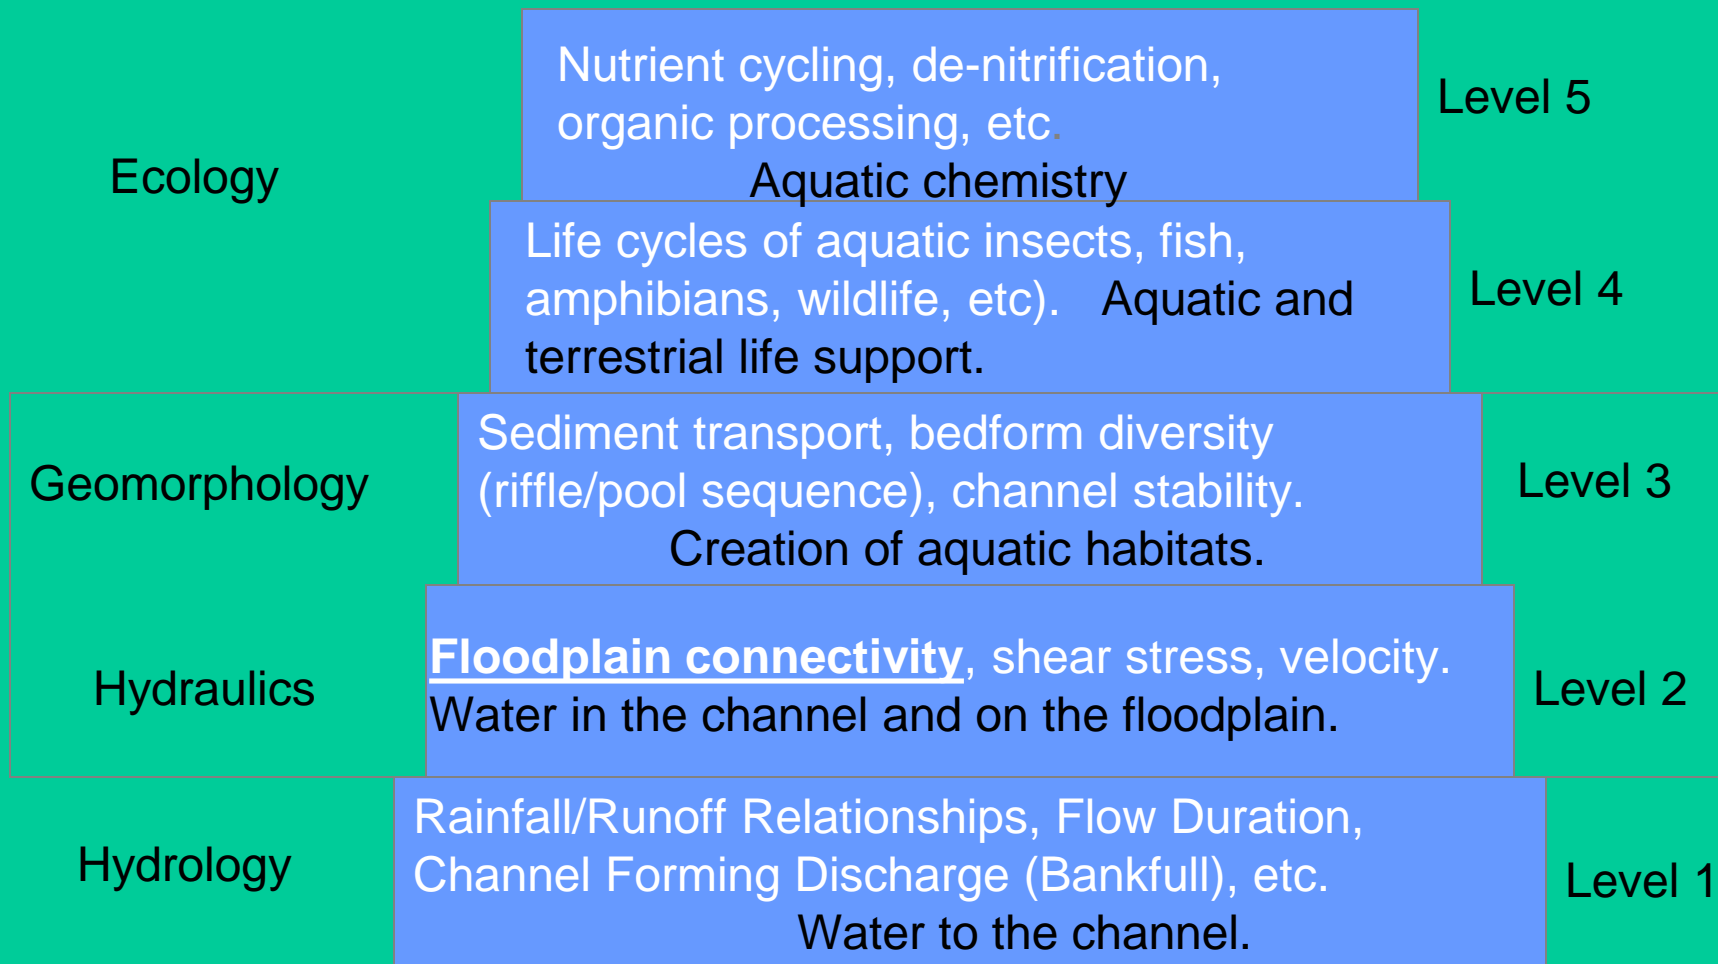 Nutrient cycling, de-nitrification,
organic processing, etc.
Aquatic chemistry
Level 5
Ecology
Life cycles of aquatic insects, fish,
amphibians, wildlife, etc). Aquatic and
terrestrial life support.
Level 4
Geomorphology
Sediment transport, bedform diversity
(riffle/pool sequence), channel stability.
Creation of aquatic habitats.
Level 3
Hydraulics
Floodplain connectivity, shear stress, velocity.
Water in the channel and on the floodplain.
Level 2
Hydrology
Rainfall/Runoff Relationships, Flow Duration,
Channel Forming Discharge (Bankfull), etc.
Water to the channel.
Level 1